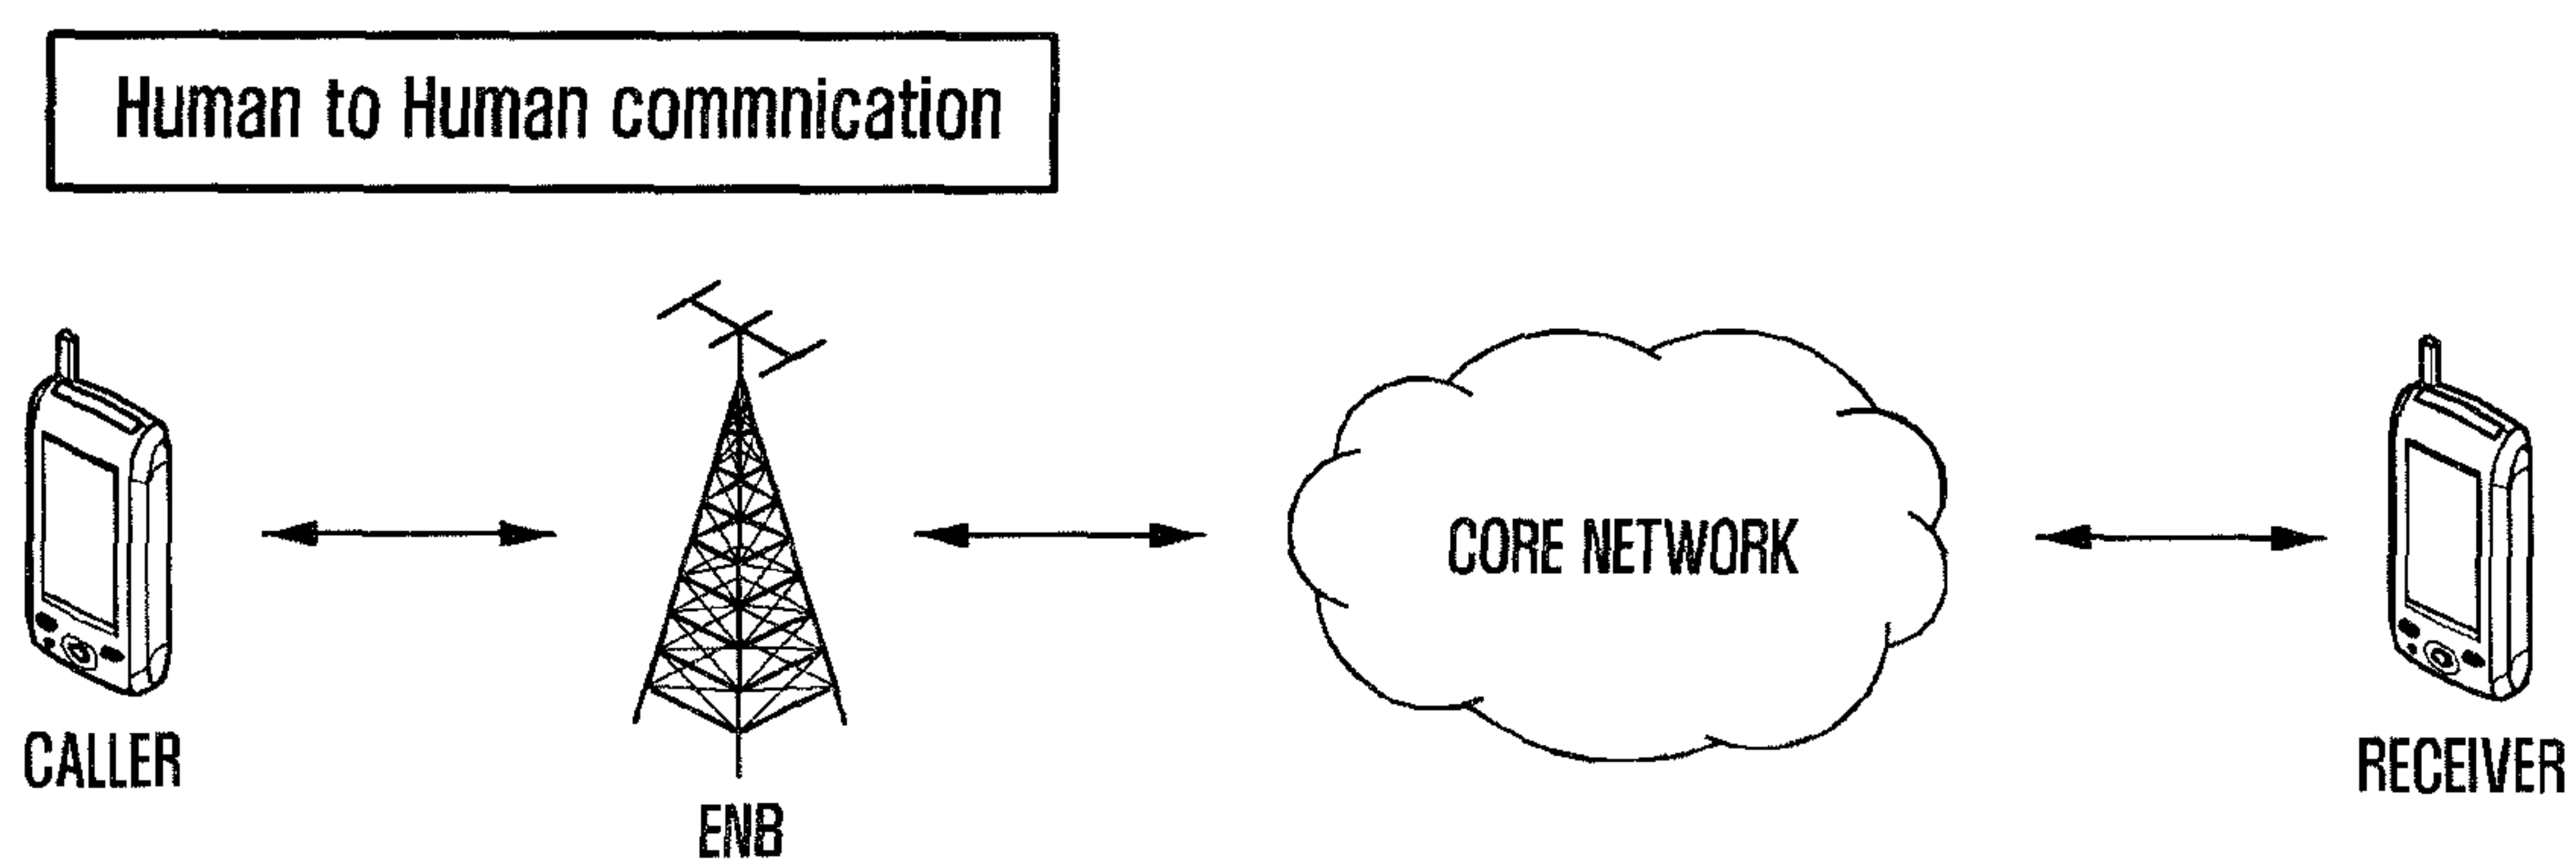 Human to Human commnication
CORE NETWORK
CALLER
RECEIVER
ENB